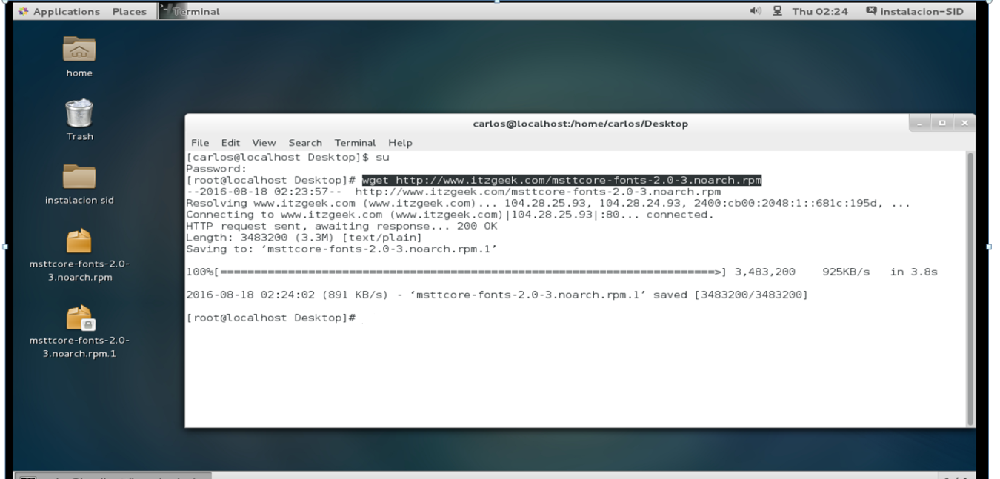 Applications Places Terminal Thu 02:24 instalacion-SID
home
Trash
instalacion sid
msttcore-fonts-2.0-
3.noarch.rpm
msttcore-fonts-2.0-
3.noarch.rpm.1
carlos@localhost:/home/carlos/Desktop
File Edit View Search Terminal Help
[carlos@localhost Desktop]$ su
Password:
[root@localhost Desktop]# wget http://www.itzgeek.com/msttcore-fonts-2.0-3.noarch.rpm
--2016-08-18 02:23:57-- http://www.itzgeek.com/msttcore-fonts-2.0-3.noarch.rpm
Resolving www.itzgeek.com (www.itzgeek.com)... 104.28.25.93, 104.28.24.93, 2400:cb00:2048:1::681c:195d, ...
Connecting to www.itzgeek.com (www.itzgeek.com)|104.28.25.93|:80... connected.
HTTP request sent, awaiting response... 200 OK
Length: 3483200 (3.3M) [text/plain]
Saving to: ‘msttcore-fonts-2.0-3.noarch.rpm.1’
100%[=========================================================================>] 3,483,200 925KB/s in 3.8s
2016-08-18 02:24:02 (891 KB/s) - ‘msttcore-fonts-2.0-3.noarch.rpm.1’ saved [3483200/3483200]
[root@localhost Desktop]#